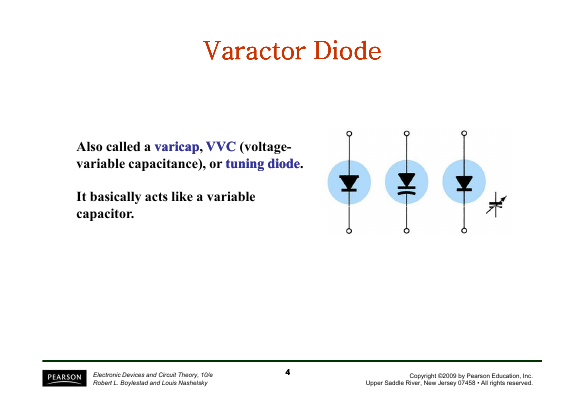 Varactor Diode
Also called a varicap, VVC (voltage-
variable capacitance), or tuning diode.
It basically acts like a variable
capacitor.
PEARSON
Electronic Devices and Circuit Theory, 10/e
Robert L. Boylestad and Louis Nashelsky
4
Copyright ©2009 by Pearson Education, Inc.
Upper Saddle River, New Jersey 07458 • All rights reserved.